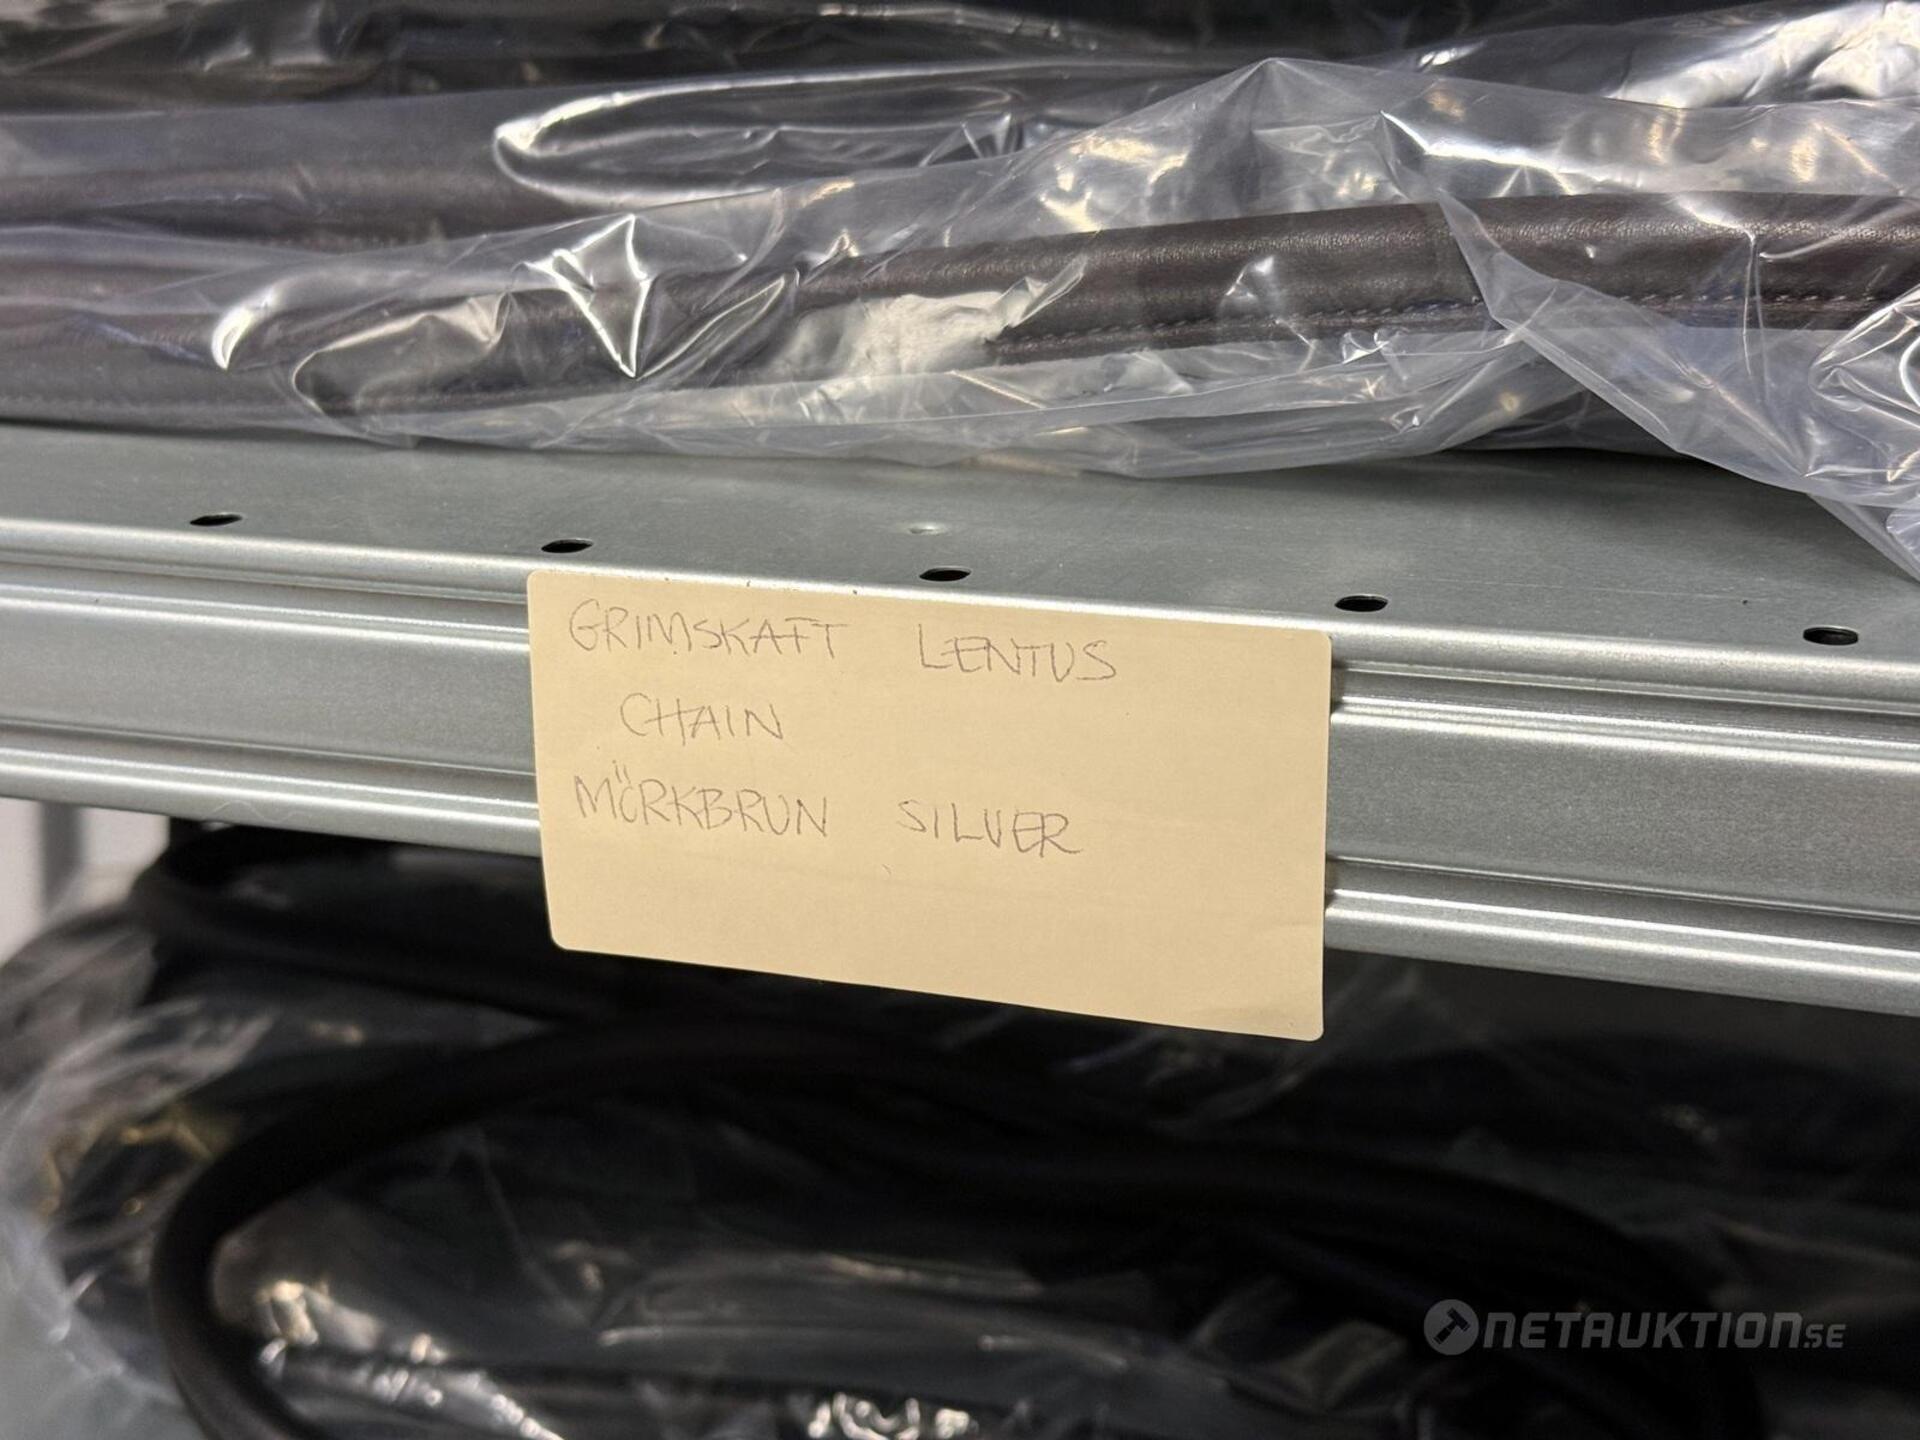 GRIMSKAFT LENTUS
CHAIN
MÖRKBRUN SILVER
NETAUKTION.SE